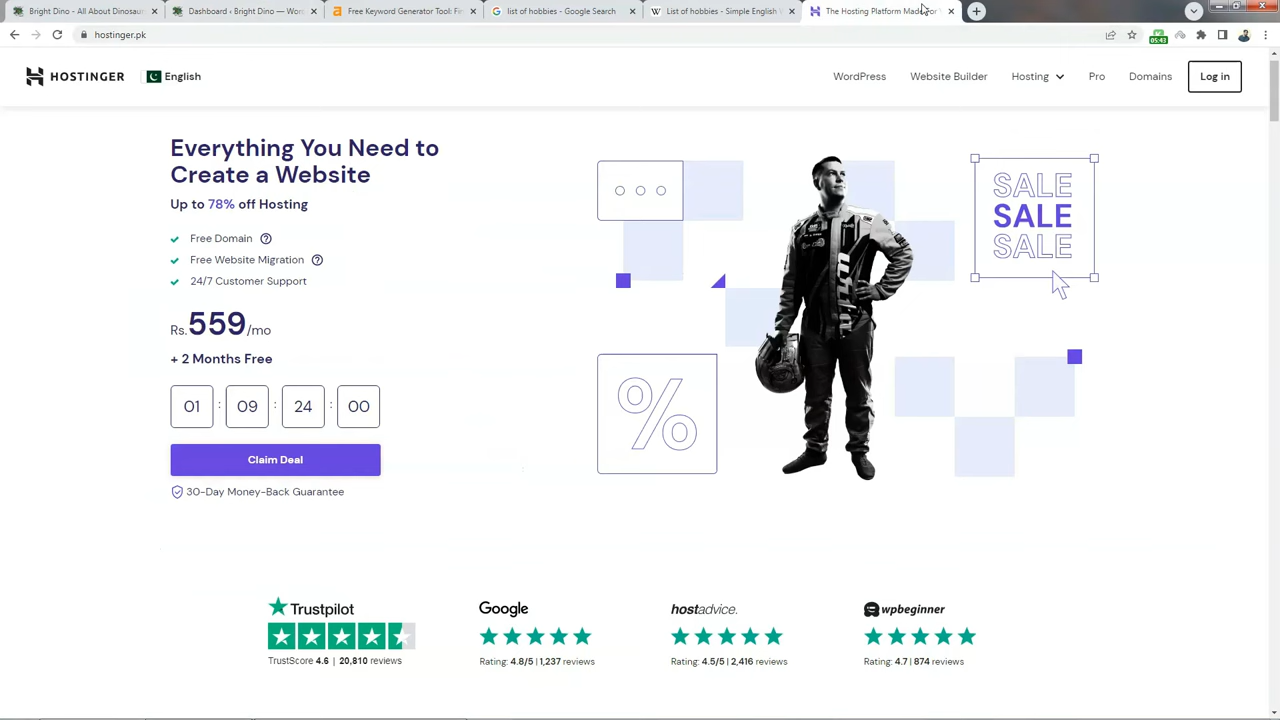 Bright Dino - All About Dinosaurs
Dashboard ‹ Bright Dino — Wor
Free Keyword Generator Tool: Fi
list of hobbies - Google Search
List of hobbies - Simple English W
The Hosting Platform Made for
hostinger.pk
05:43
HOSTINGER
English
WordPress
Website Builder
Hosting
Pro
Domains
Log in
Everything You Need to
Create a Website
Up to 78% off Hosting
Free Domain
Free Website Migration
24/7 Customer Support
Rs.559/mo
+ 2 Months Free
01 : 09 : 24 : 00
Claim Deal
30-Day Money-Back Guarantee
SALE
SALE
SALE
%
Trustpilot
TrustScore 4.6 | 20,810 reviews
Google
Rating: 4.8/5 | 1,237 reviews
hostadvice.
Rating: 4.5/5 | 2,416 reviews
wpbeginner
Rating: 4.7 | 874 reviews